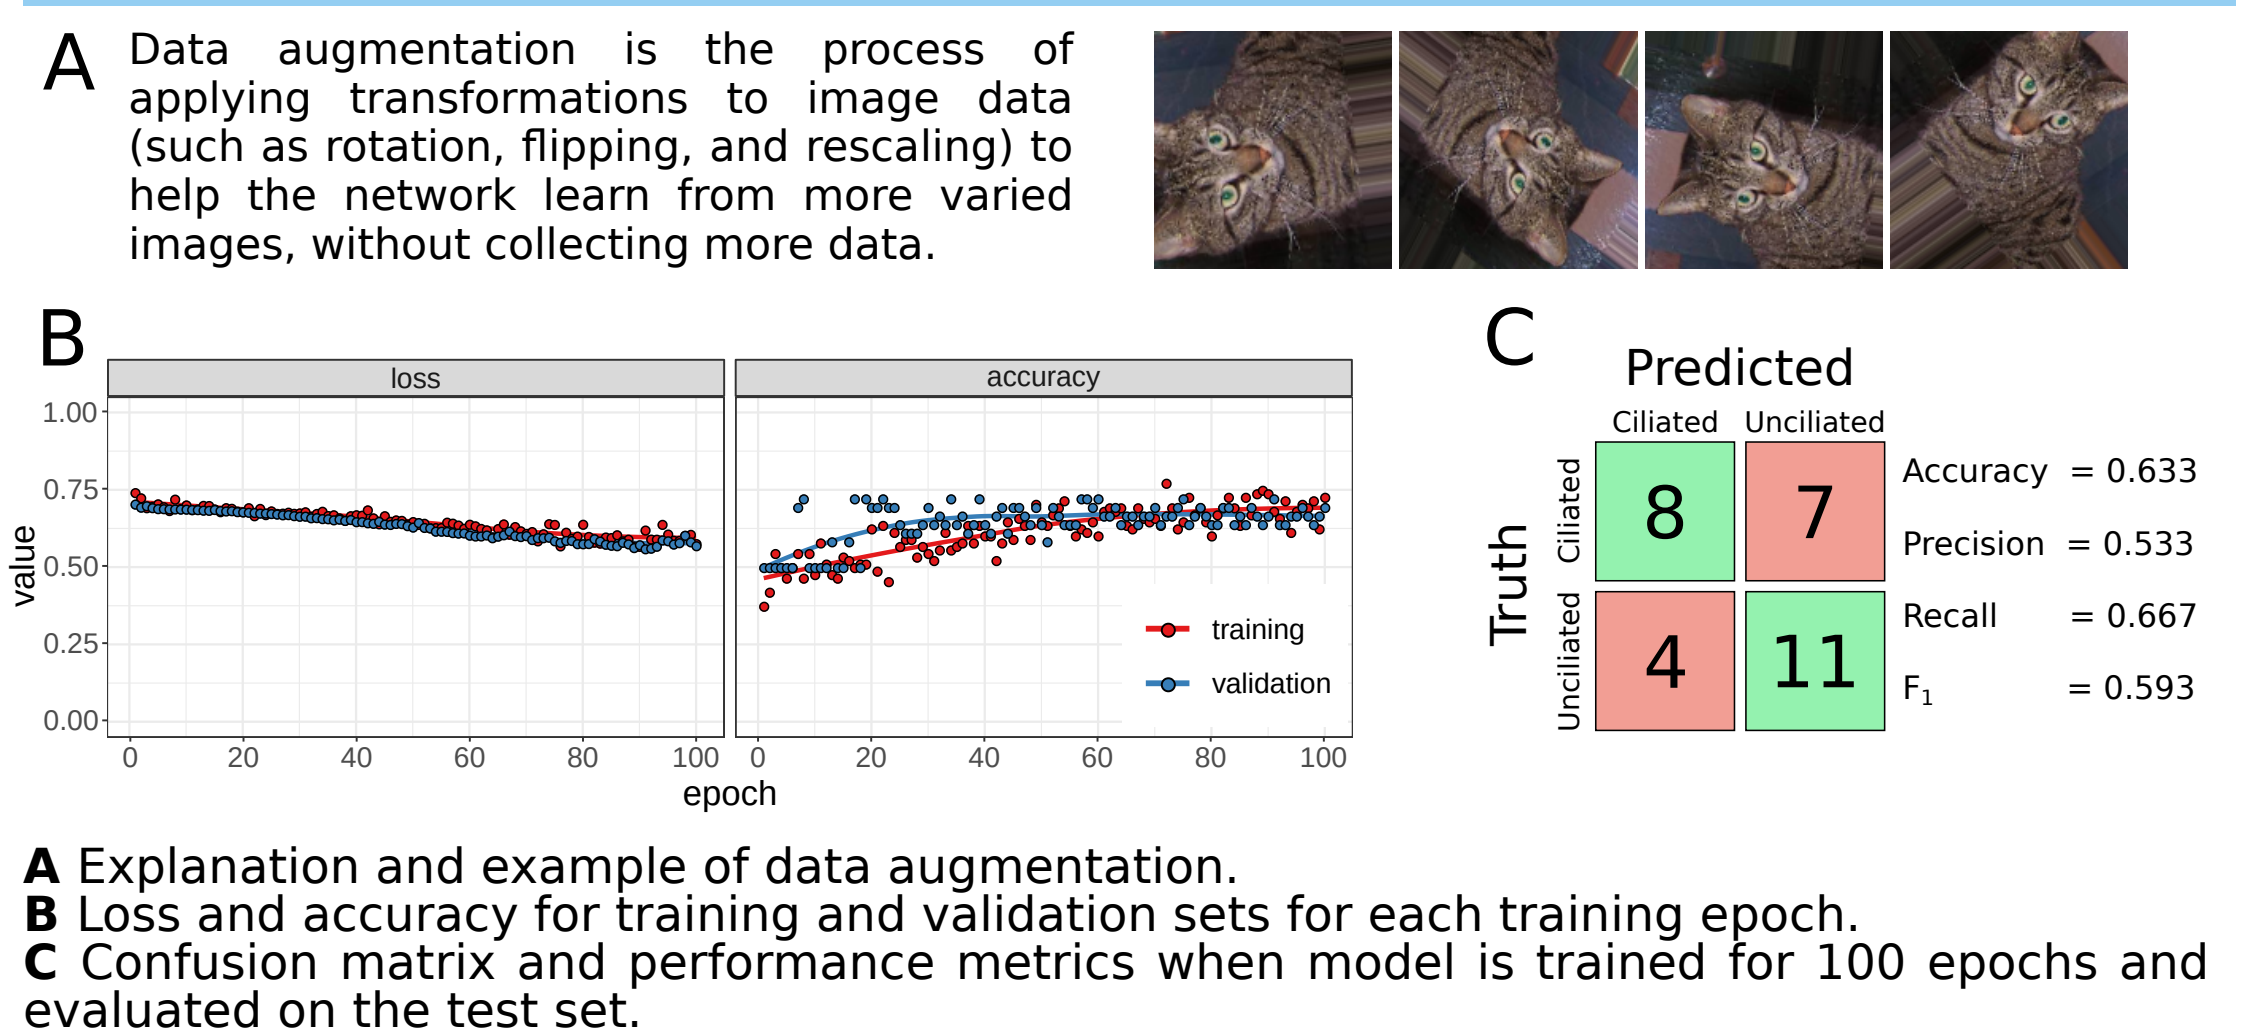 A
Data augmentation is the process of
applying transformations to image data
(such as rotation, flipping, and rescaling) to
help the network learn from more varied
images, without collecting more data.
B
loss
accuracy
value
1.00
0.75
0.50
0.25
0.00
0 20 40 60 80 100
0 20 40 60 80 100
epoch
training
validation
C
Predicted
Ciliated Unciliated
Truth
Ciliated
8 7
Unciliated
4 11
Accuracy = 0.633
Precision = 0.533
Recall = 0.667
F1 = 0.593
A Explanation and example of data augmentation.
B Loss and accuracy for training and validation sets for each training epoch.
C Confusion matrix and performance metrics when model is trained for 100 epochs and
evaluated on the test set.